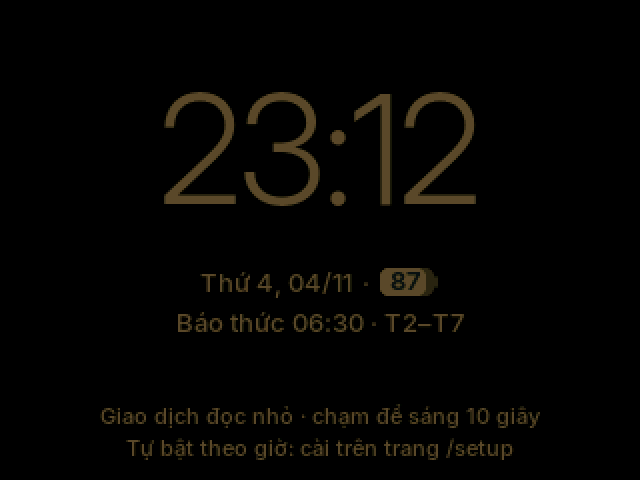 23:12
Thứ 4, 04/11 · 87
Báo thức 06:30 · T2–T7
Giao dịch đọc nhỏ · chạm để sáng 10 giây
Tự bật theo giờ: cài trên trang /setup